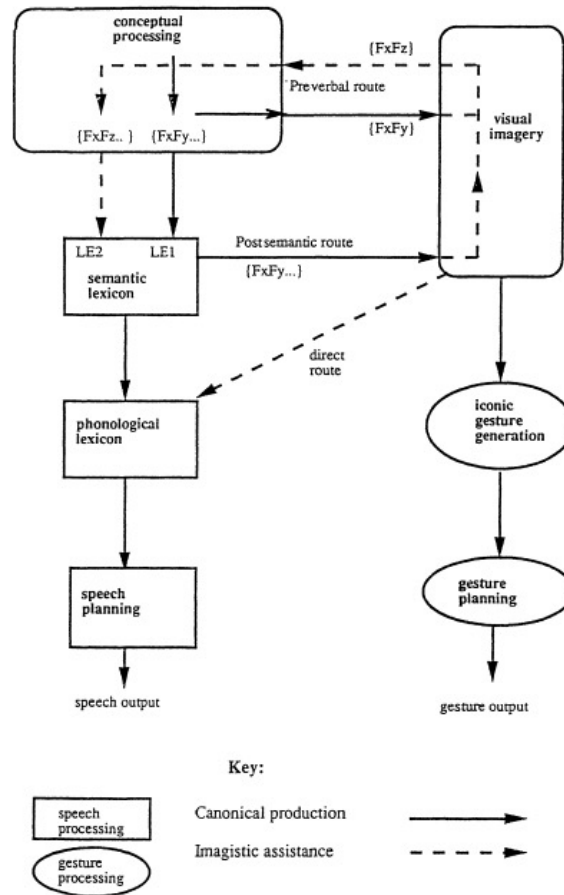 conceptual
processing
{FxFz}
Preverbal route
{FxFz.. }
{FxFy...}
{FxFy}
visual
imagery
LE2
LE1
semantic
lexicon
Postsemantic route
{FxFy...}
direct
route
phonological
lexicon
iconic
gesture
generation
speech
planning
gesture
planning
speech output
gesture output
Key:
speech
processing
Canonical production
gesture
processing
Imagistic assistance